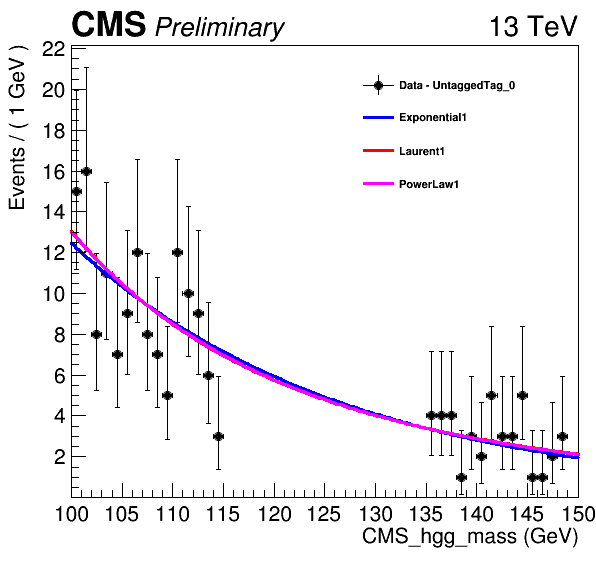 CMS Preliminary 13 TeV
Events / ( 1 GeV )
22
20
18
16
14
12
10
8
6
4
2
Data - UntaggedTag_0
Exponential1
Laurent1
PowerLaw1
100 105 110 115 120 125 130 135 140 145 150
CMS_hgg_mass (GeV)